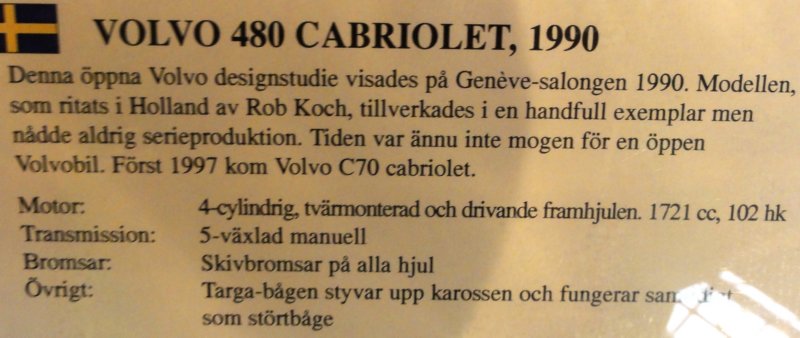 VOLVO 480 CABRIOLET, 1990
Denna öppna Volvo designstudie visades på Genève-salongen 1990. Modellen,
som ritats i Holland av Rob Koch, tillverkades i en handfull exemplar men
nådde aldrig serieproduktion. Tiden var ännu inte mogen för en öppen
Volvobil. Först 1997 kom Volvo C70 cabriolet.
Motor: 4-cylindrig, tvärmonterad och drivande framhjulen. 1721 cc, 102 hk
Transmission: 5-växlad manuell
Bromsar: Skivbromsar på alla hjul
Övrigt: Targa-bågen styvar upp karossen och fungerar
som störtbåge